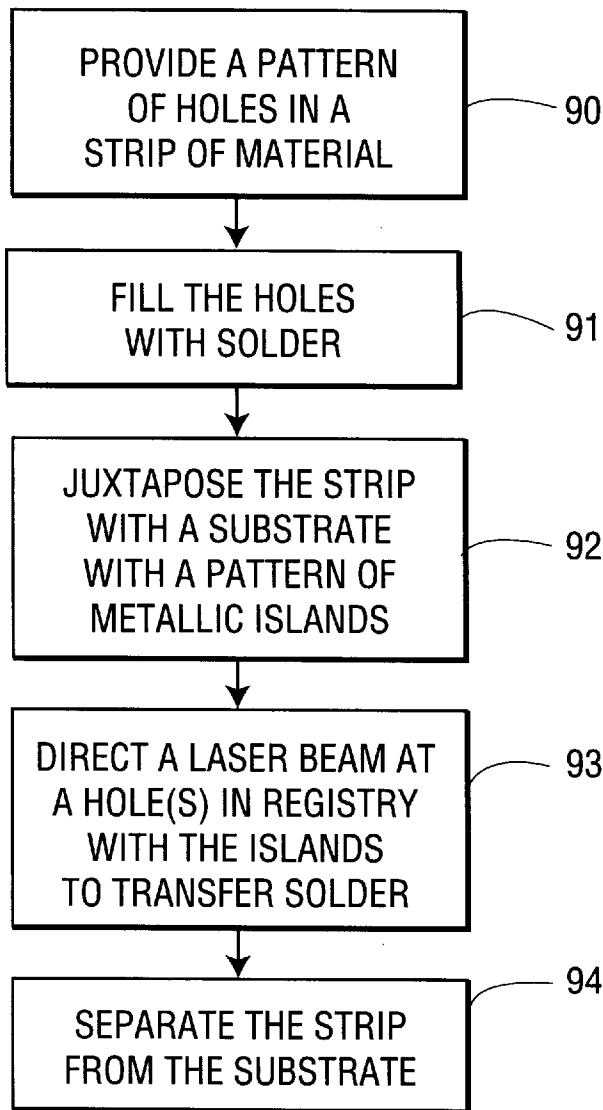 PROVIDE A PATTERN
OF HOLES IN A
STRIP OF MATERIAL
90
FILL THE HOLES
WITH SOLDER
91
JUXTAPOSE THE STRIP
WITH A SUBSTRATE
WITH A PATTERN OF
METALLIC ISLANDS
92
DIRECT A LASER BEAM AT
A HOLE(S) IN REGISTRY
WITH THE ISLANDS
TO TRANSFER SOLDER
93
SEPARATE THE STRIP
FROM THE SUBSTRATE
94